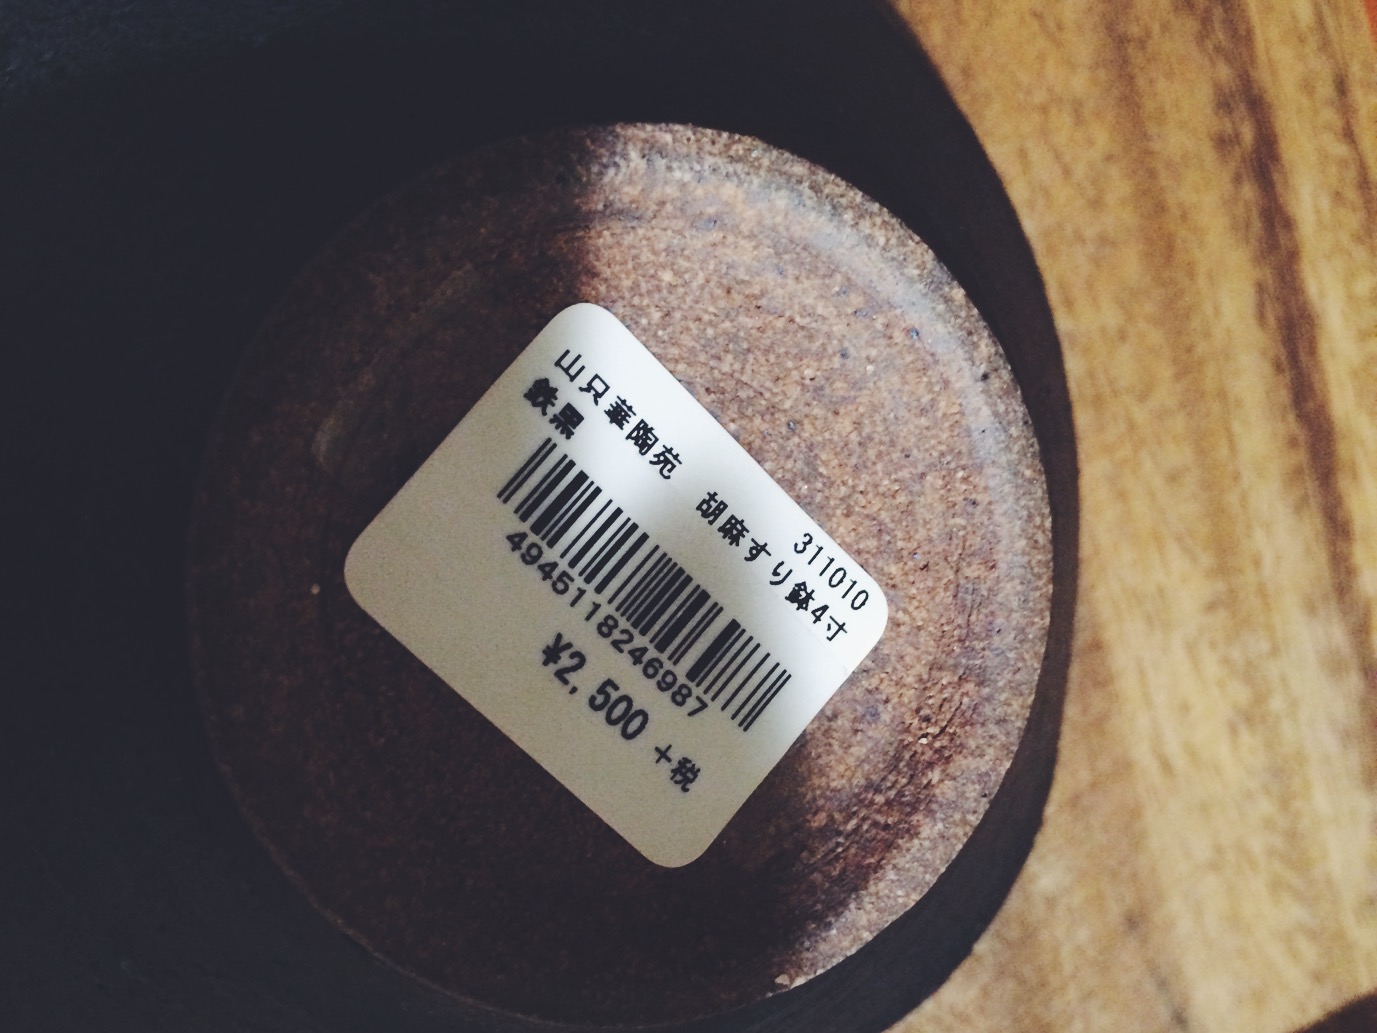 311010
山只華陶苑　胡麻すり鉢4寸
鉄黒
4945118246987
¥2,500 +税